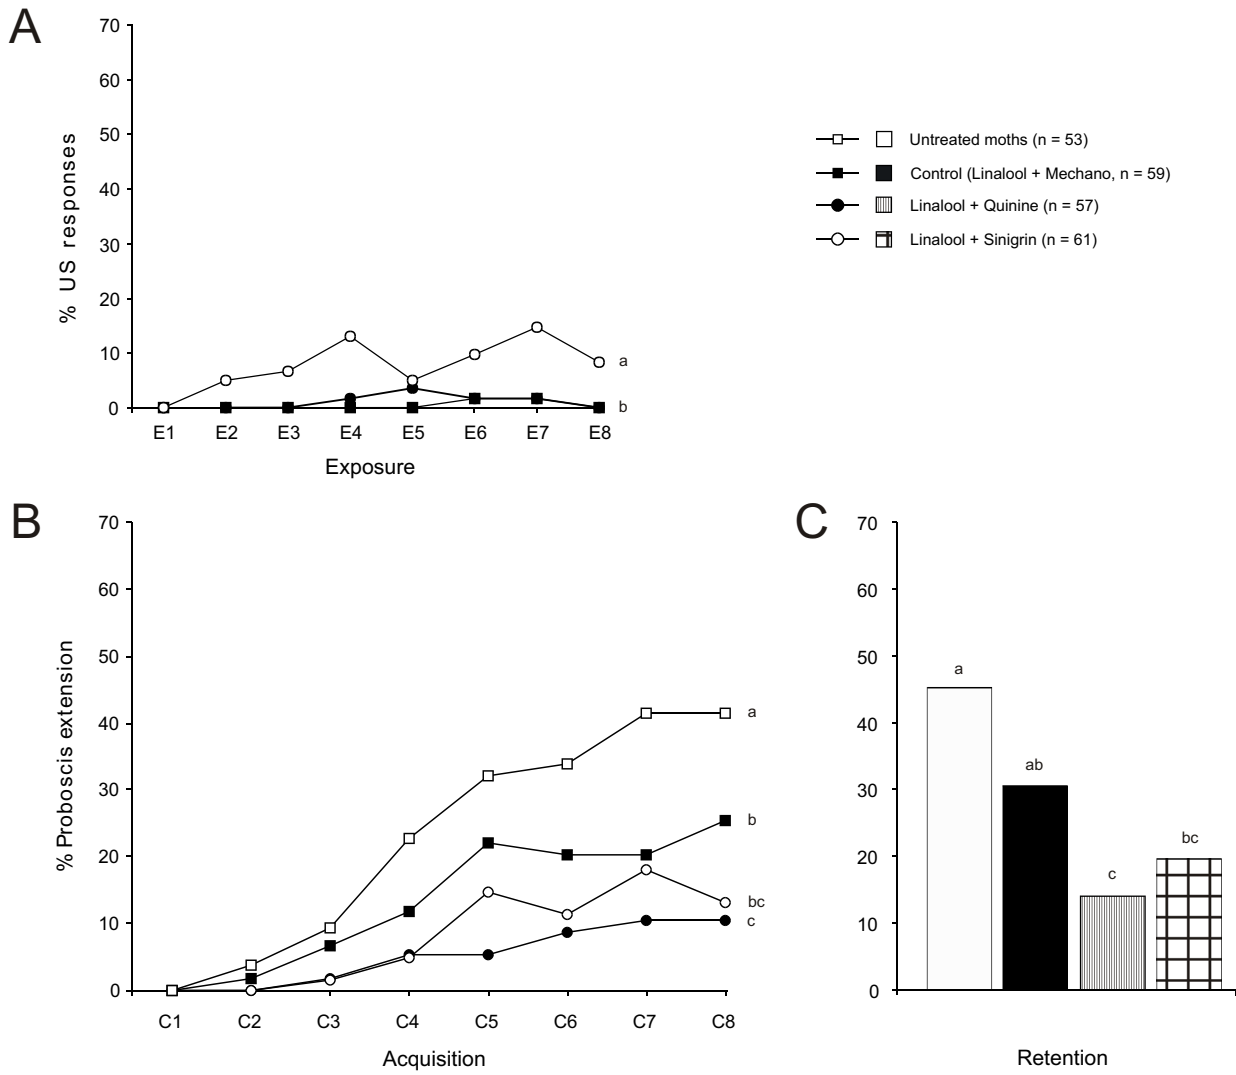 A
70
60
50
40
30
20
10
0
% US responses
E1 E2 E3 E4 E5 E6 E7 E8
Exposure
a
b
Untreated moths (n = 53)
Control (Linalool + Mechano, n = 59)
Linalool + Quinine (n = 57)
Linalool + Sinigrin (n = 61)
B
70
60
50
40
30
20
10
0
% Proboscis extension
C1 C2 C3 C4 C5 C6 C7 C8
Acquisition
a
b
bc
c
C
70
60
50
40
30
20
10
0
a
ab
c
bc
Retention